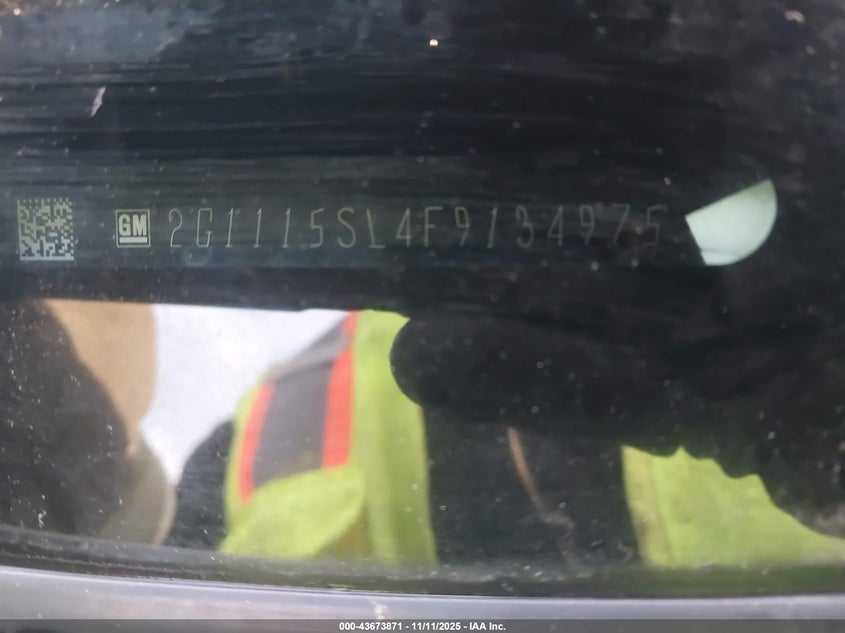 GM 2G1115SL4F9134975
000-43673871 - 11/11/2025 - IAA Inc.